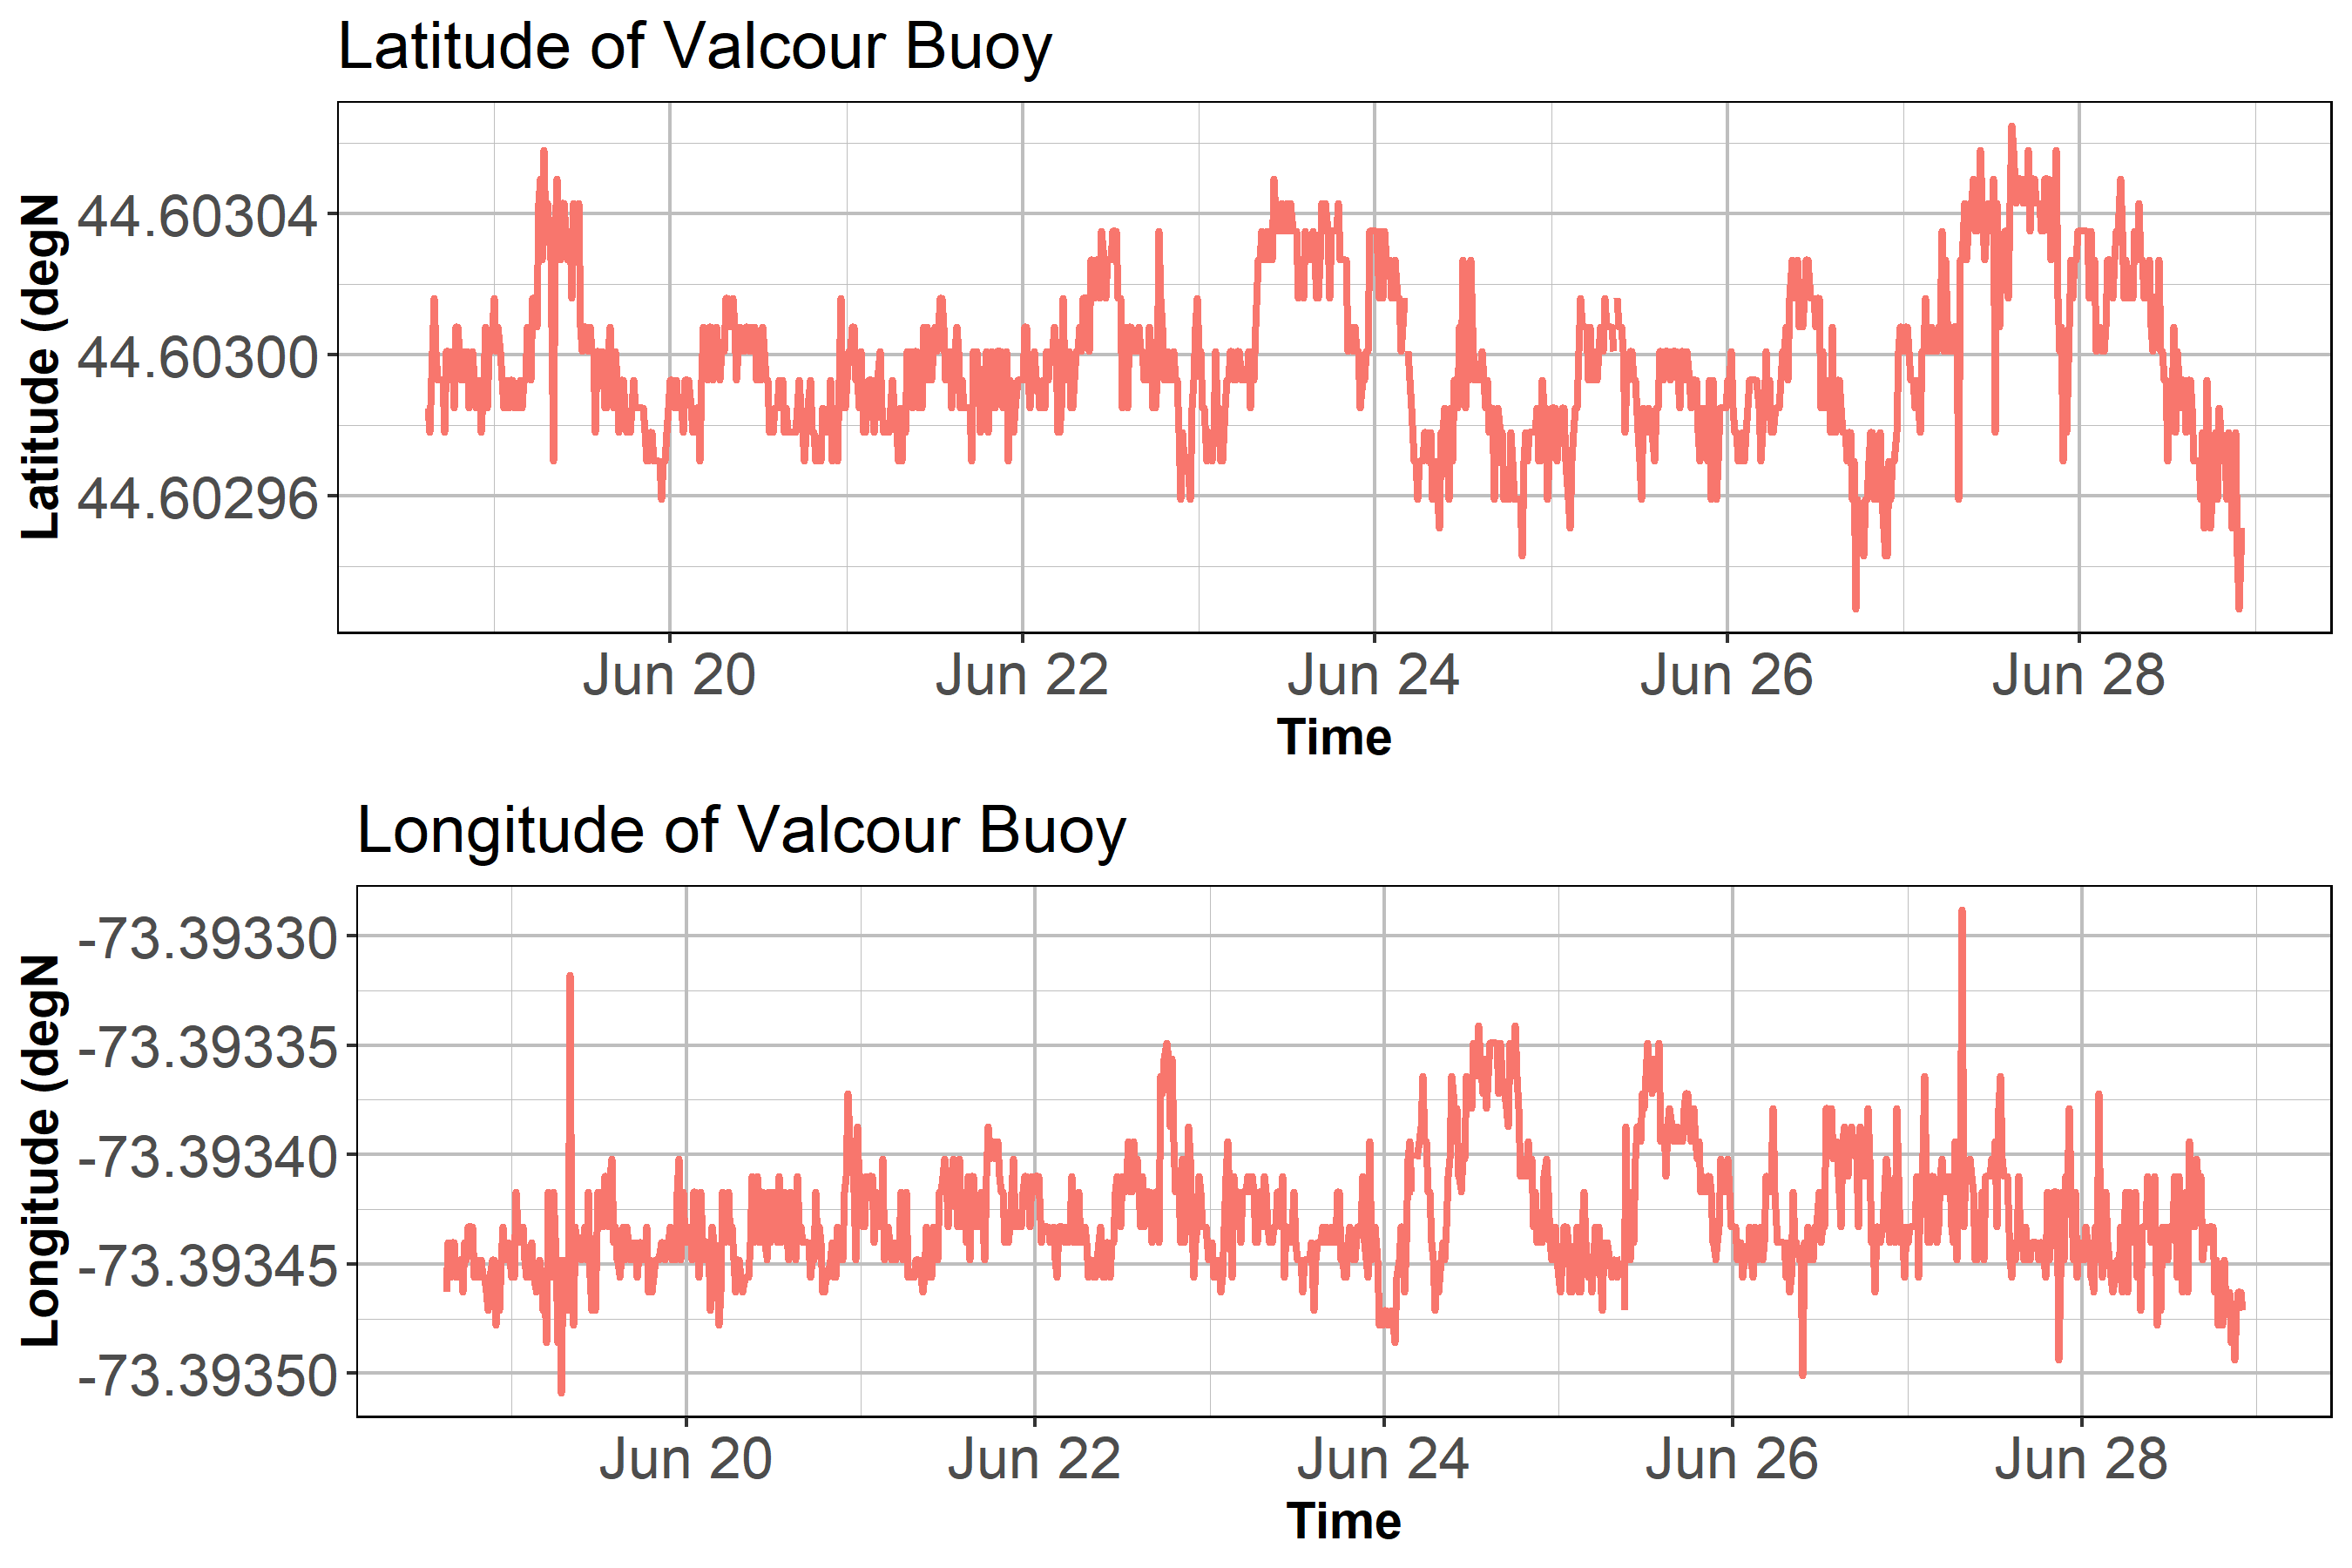 Latitude of Valcour Buoy
Latitude (degN
44.60304
44.60300
44.60296
Jun 20 Jun 22 Jun 24 Jun 26 Jun 28
Time
Longitude of Valcour Buoy
Longitude (degN
-73.39330
-73.39335
-73.39340
-73.39345
-73.39350
Jun 20 Jun 22 Jun 24 Jun 26 Jun 28
Time